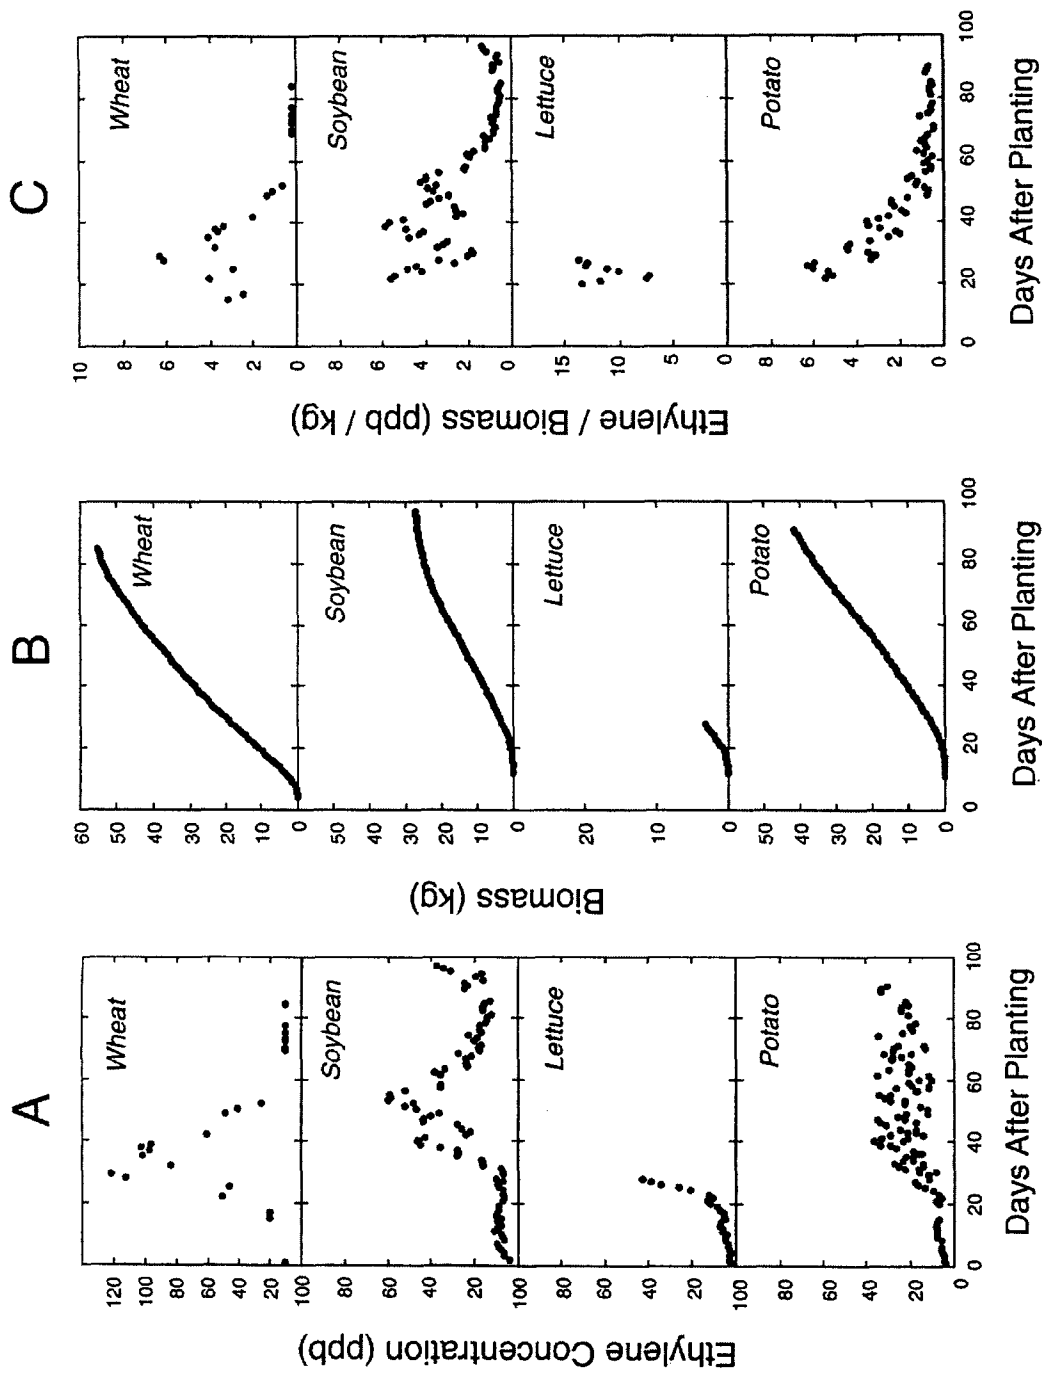 A
Ethylene Concentration (ppb)
120
100
80
60
40
20
Wheat
100
80
60
40
20
Soybean
100
80
60
40
20
Lettuce
100
80
60
40
20
0
Potato
0 20 40 60 80 100
Days After Planting
B
Biomass (kg)
60
50
40
30
20
10
0
Wheat
50
40
30
20
10
0
Soybean
20
10
0
Lettuce
50
40
30
20
10
0
Potato
0 20 40 60 80 100
Days After Planting
C
Ethylene / Biomass (ppb / kg)
10
8
6
4
2
0
Wheat
8
6
4
2
0
Soybean
15
10
5
0
Lettuce
8
6
4
2
0
Potato
0 20 40 60 80 100
Days After Planting